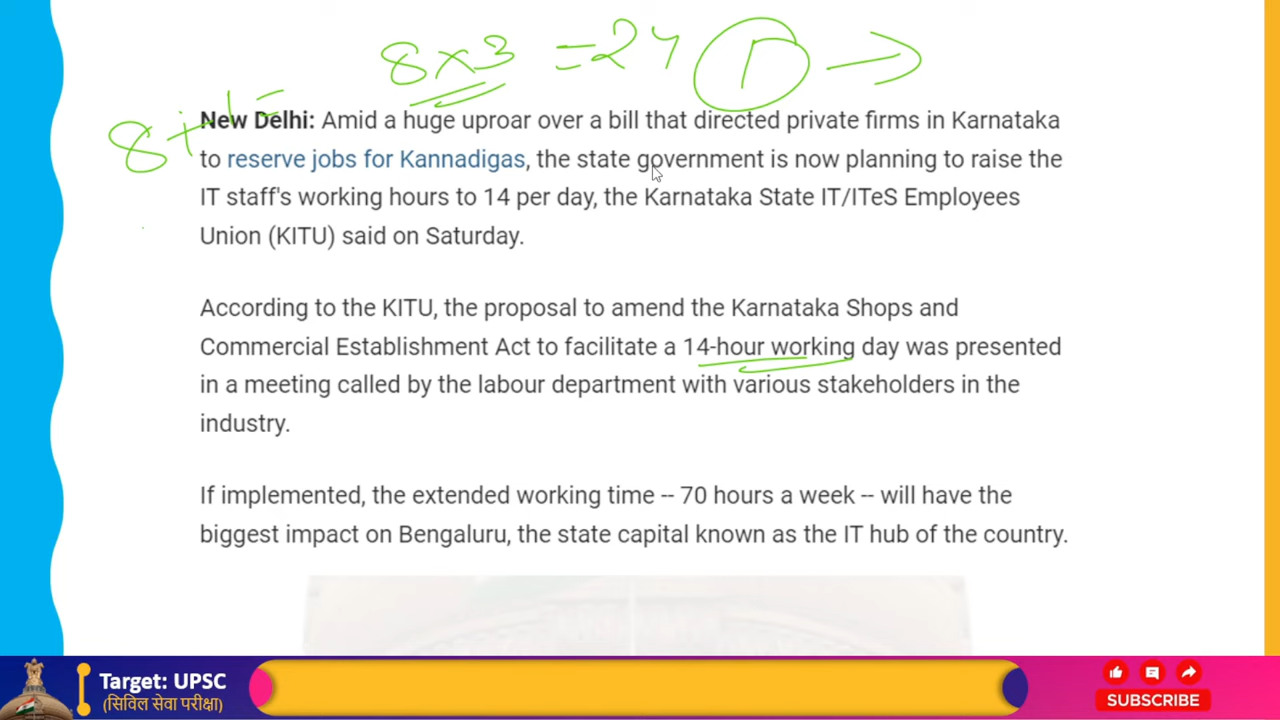 8 x 3 = 24
8 + 1 =
New Delhi: Amid a huge uproar over a bill that directed private firms in Karnataka
to reserve jobs for Kannadigas, the state government is now planning to raise the
IT staff's working hours to 14 per day, the Karnataka State IT/ITeS Employees
Union (KITU) said on Saturday.
According to the KITU, the proposal to amend the Karnataka Shops and
Commercial Establishment Act to facilitate a 14-hour working day was presented
in a meeting called by the labour department with various stakeholders in the
industry.
If implemented, the extended working time -- 70 hours a week -- will have the
biggest impact on Bengaluru, the state capital known as the IT hub of the country.
Target: UPSC
(सिविल सेवा परीक्षा)
SUBSCRIBE